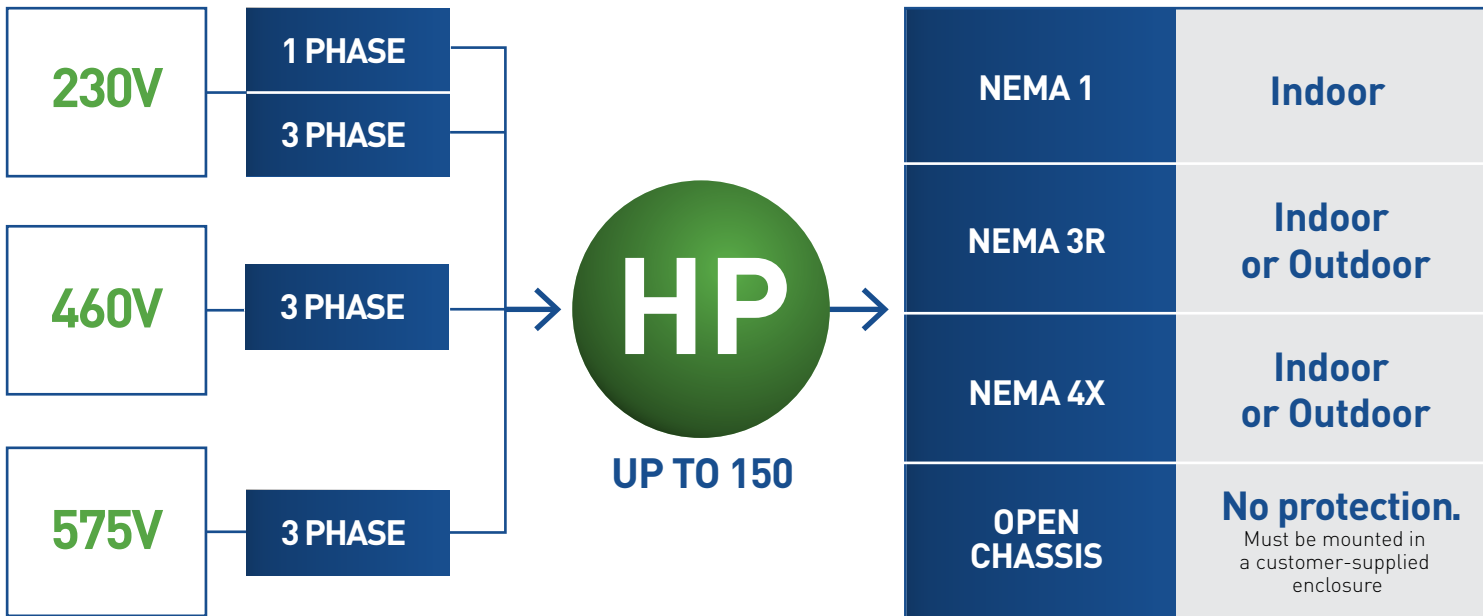 230V
1 PHASE
3 PHASE
460V
3 PHASE
575V
3 PHASE
HP
UP TO 150
NEMA 1
Indoor
NEMA 3R
Indoor
or Outdoor
NEMA 4X
Indoor
or Outdoor
OPEN
CHASSIS
No protection.
Must be mounted in
a customer-supplied
enclosure